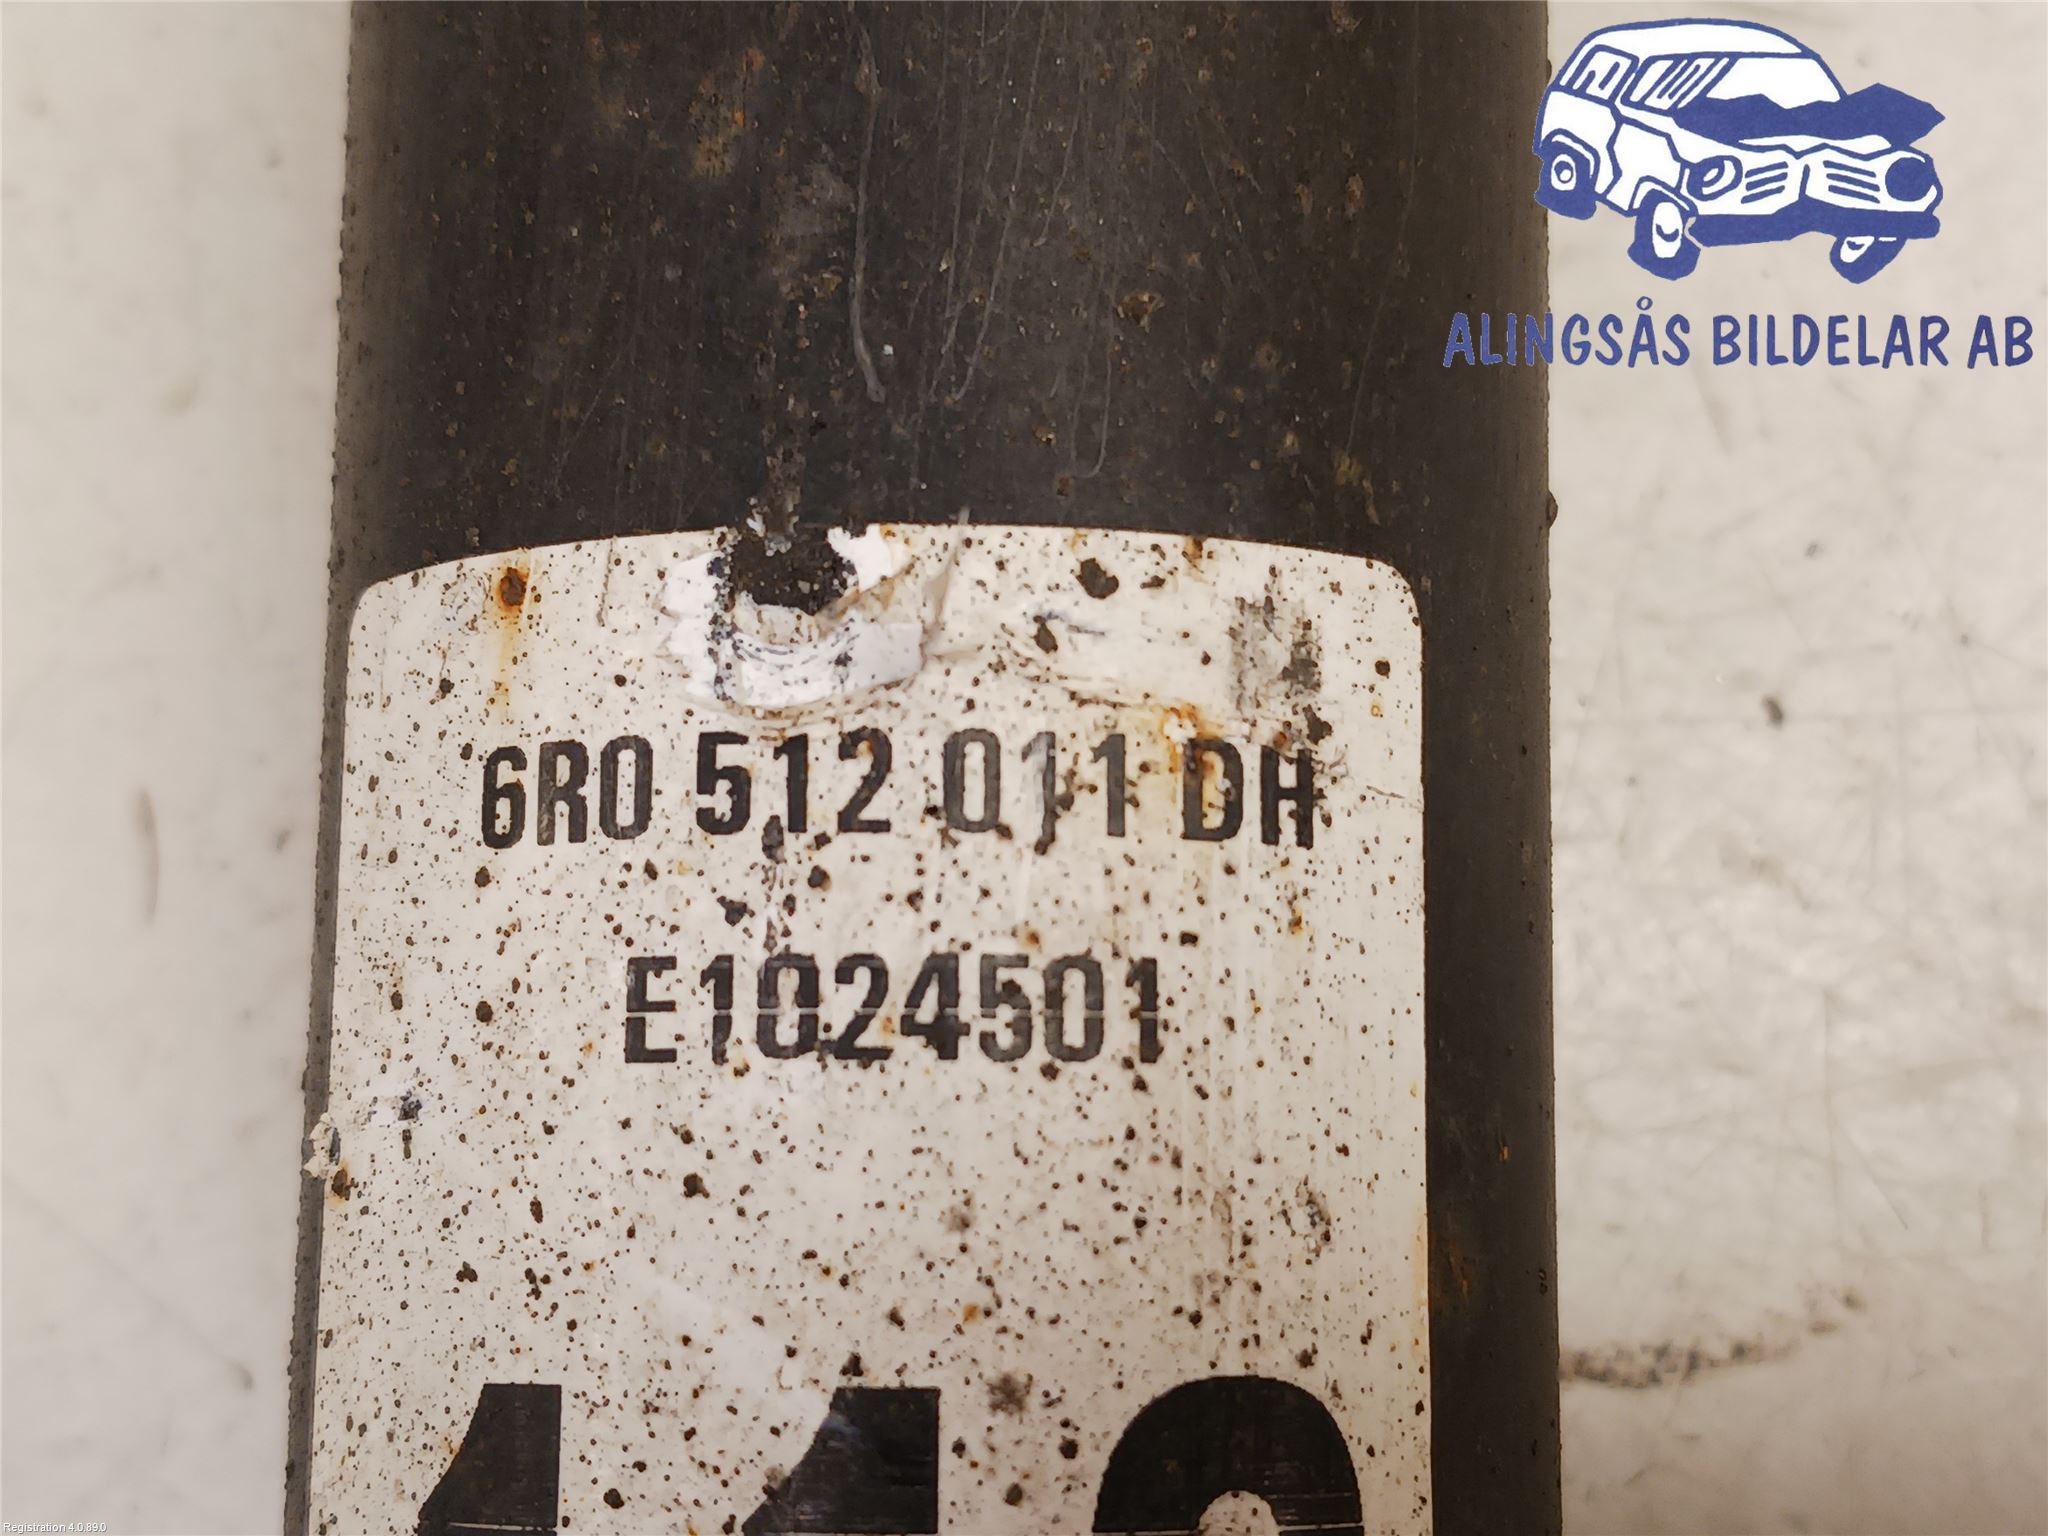 ALINGSÅS BILDELAR AB
6R0 512 011 DH
E1024501
Registration 4.0.89.0